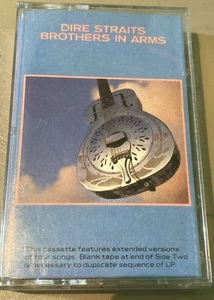 DIRE STRAITS
BROTHERS IN ARMS
This cassette features extended versions
of four songs. Blank tape at end of Side Two
is necessary to duplicate sequence of LP.